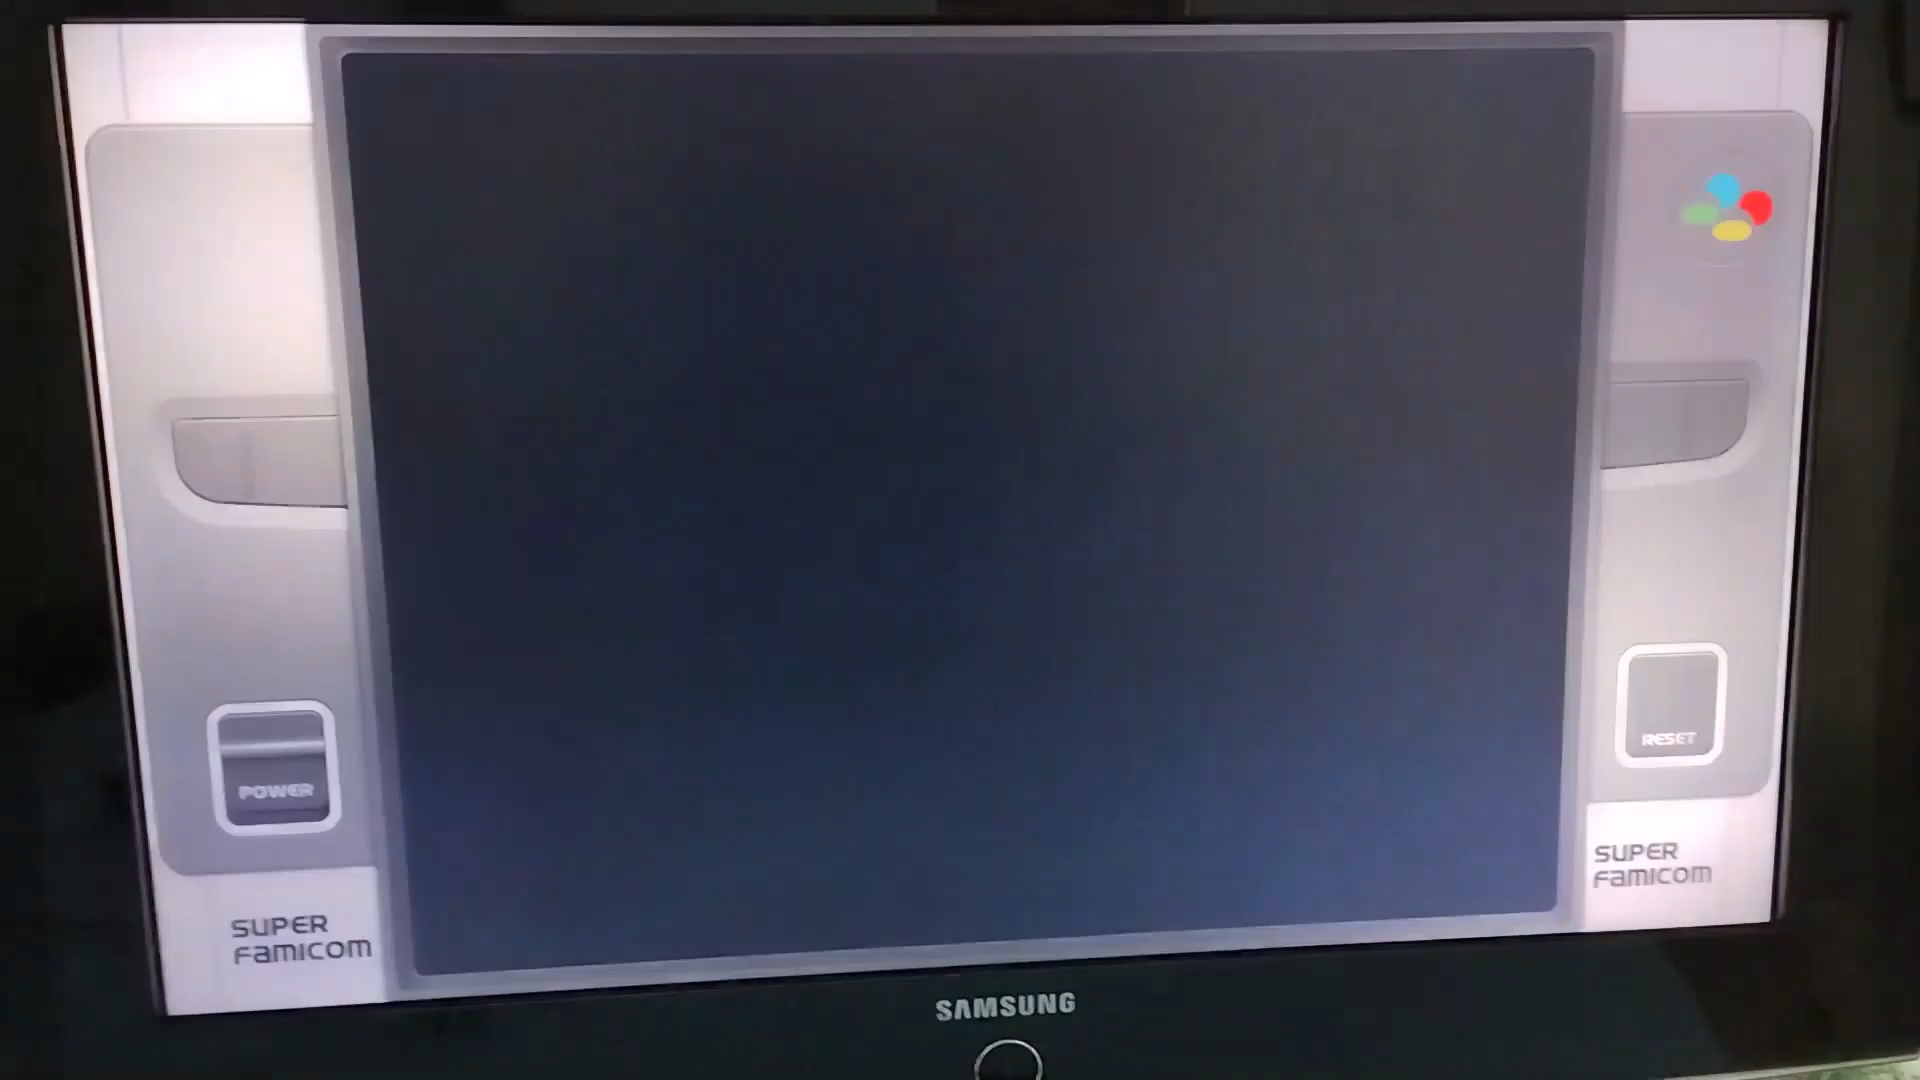 POWER
SUPER
FAMICOM
RESET
SUPER
FAMICOM
SAMSUNG